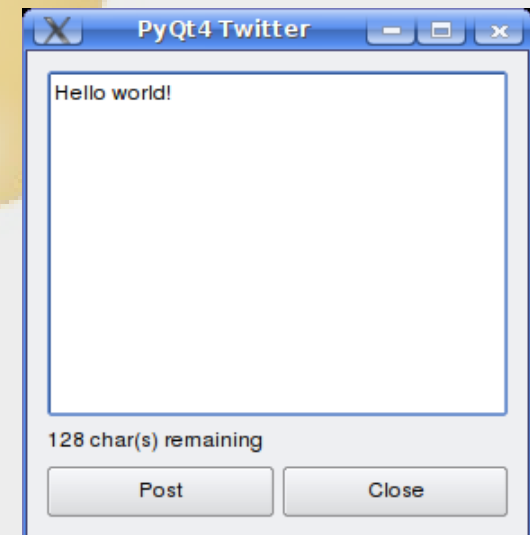 PyQt4 Twitter
Hello world!
128 char(s) remaining
Post Close